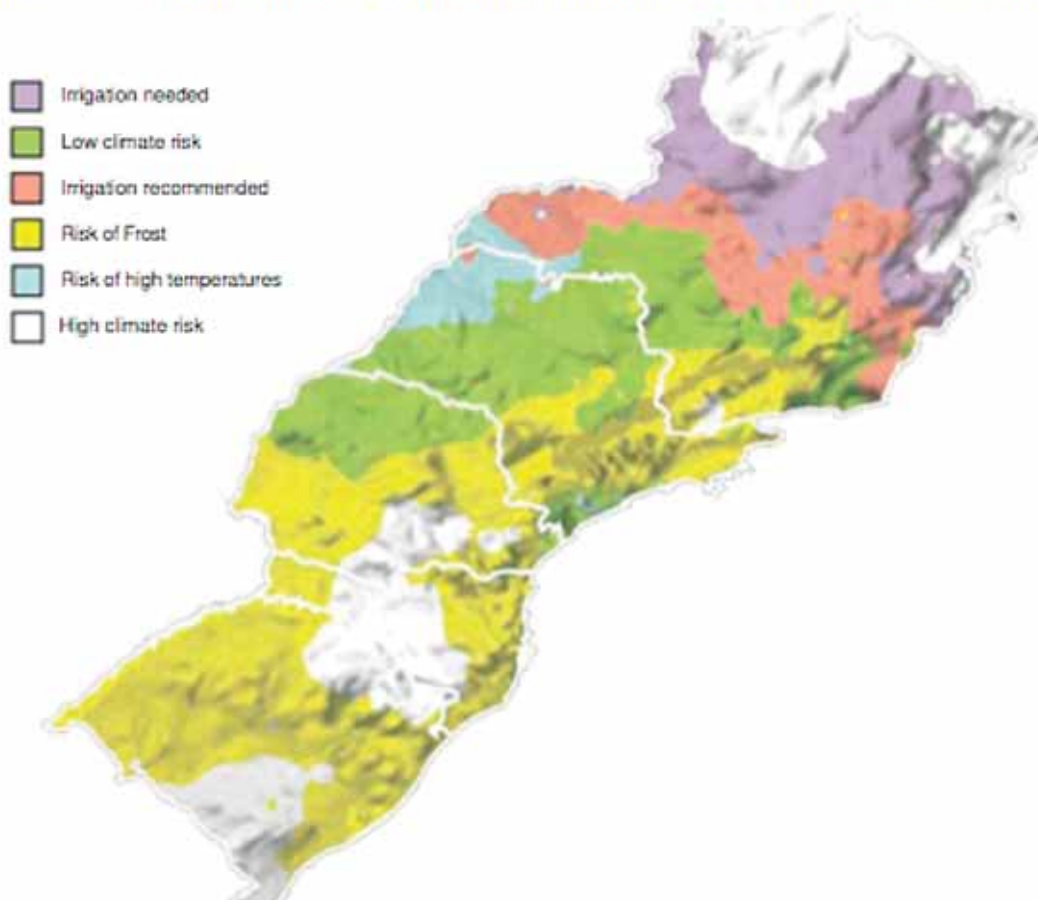 Irrigation needed
Low climate risk
Irrigation recommended
Risk of Frost
Risk of high temperatures
High climate risk